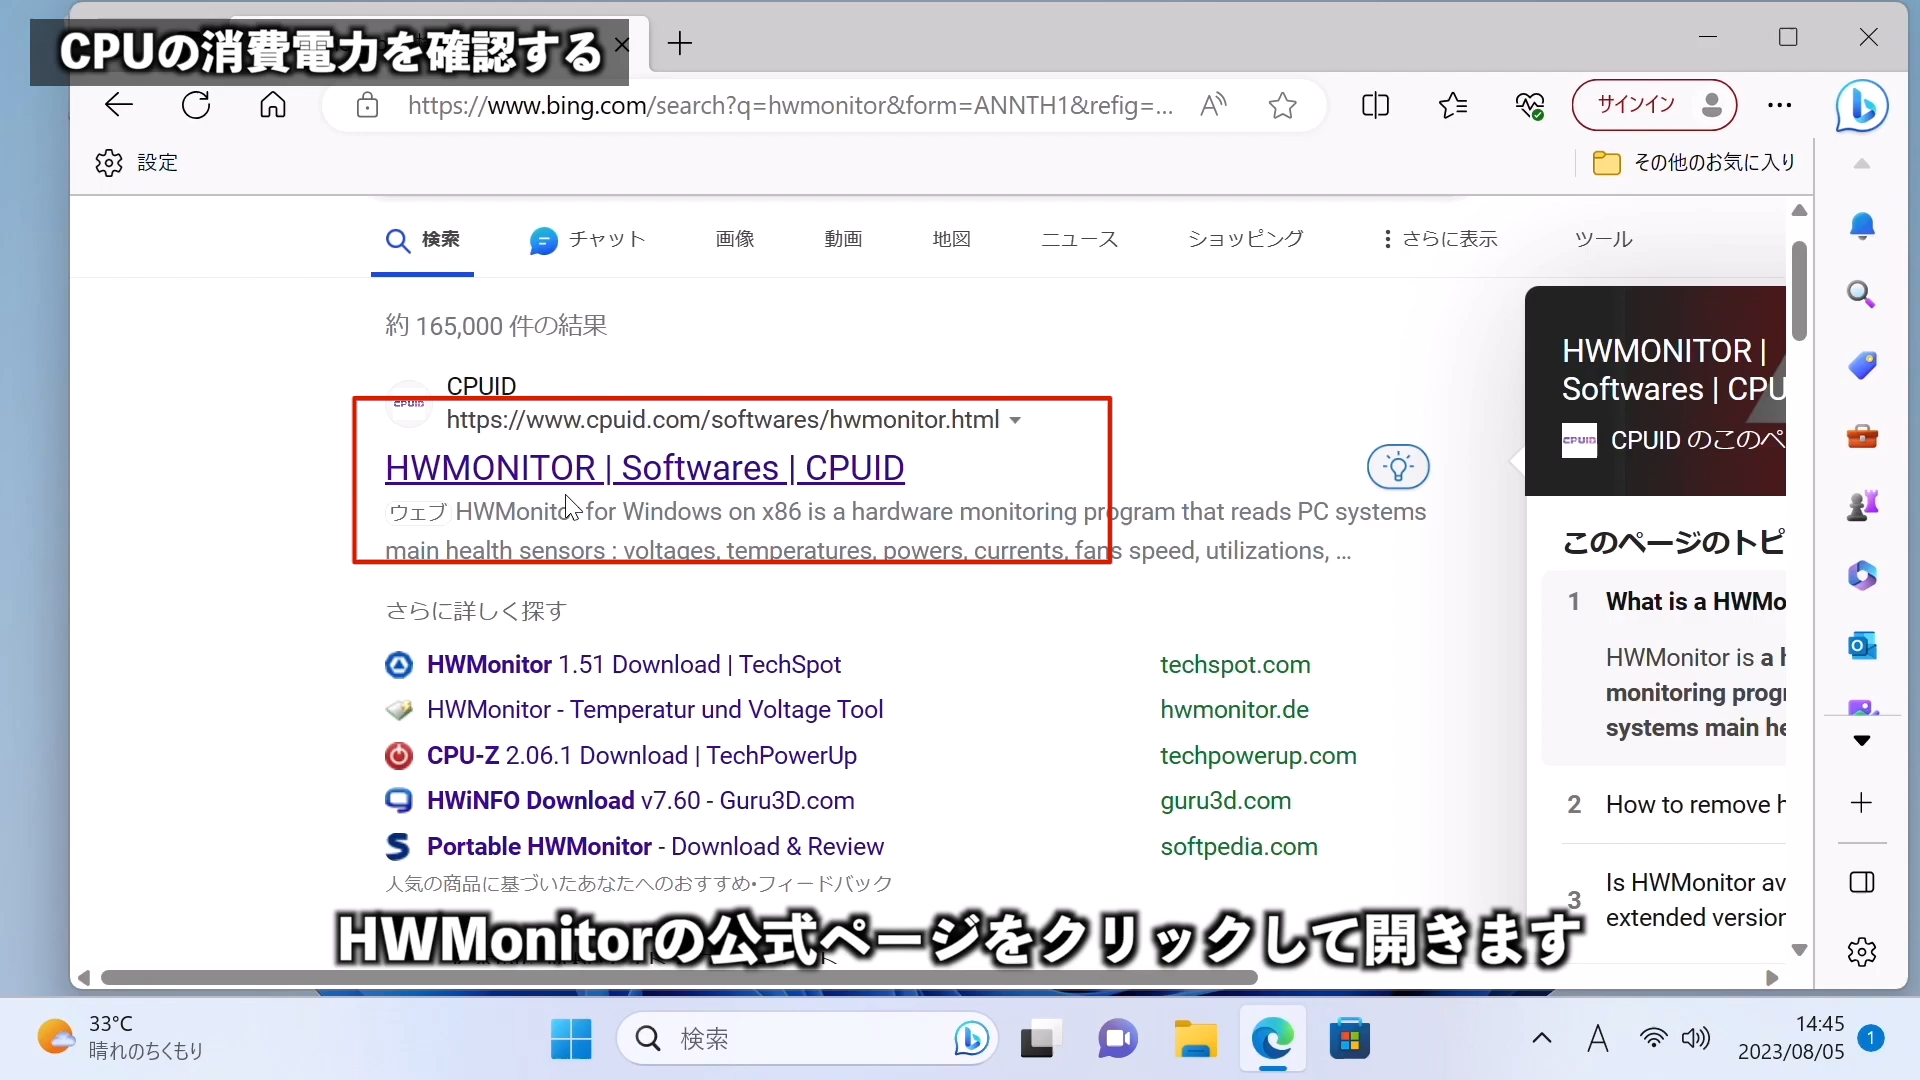 CPUの消費電力を確認する
https://www.bing.com/search?q=hwmonitor&form=ANNTH1&refig=...
サインイン
設定
その他のお気に入り
検索
チャット
画像
動画
地図
ニュース
ショッピング
さらに表示
ツール
約 165,000 件の結果
CPUID
CPUID
https://www.cpuid.com/softwares/hwmonitor.html
HWMONITOR | Softwares | CPUID
ウェブ HWMonitor for Windows on x86 is a hardware monitoring program that reads PC systems
main health sensors : voltages, temperatures, powers, currents, fans speed, utilizations, ...
さらに詳しく探す
HWMonitor 1.51 Download | TechSpot techspot.com
HWMonitor - Temperatur und Voltage Tool hwmonitor.de
CPU-Z 2.06.1 Download | TechPowerUp techpowerup.com
HWiNFO Download v7.60 - Guru3D.com guru3d.com
Portable HWMonitor - Download & Review softpedia.com
人気の商品に基づいたあなたへのおすすめ•フィードバック
HWMONITOR |
Softwares | CPU
CPUID CPUID のこのペ
このページのトピ
1 What is a HWMo
HWMonitor is a h
monitoring progr
systems main he
2 How to remove h
3 Is HWMonitor av
extended version
HWMonitorの公式ページをクリックして開きます
33°C
晴れのちくもり
検索
A
14:45
2023/08/05
1